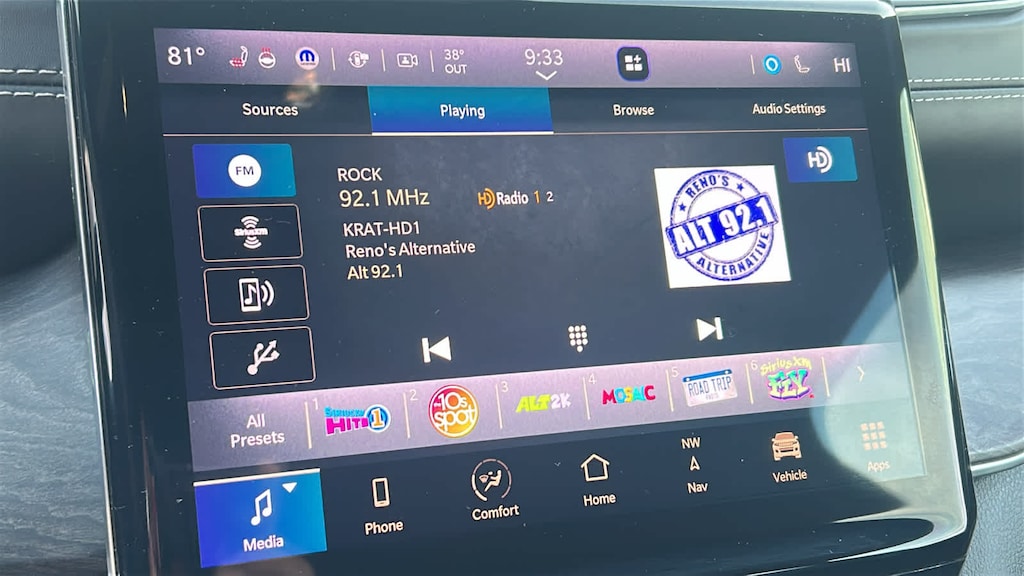 81°
38°
OUT
9:33
HI
Sources
Playing
Browse
Audio Settings
FM
ROCK
92.1 MHz
HD Radio 1 2
HD
KRAT-HD1
Reno's Alternative
Alt 92.1
RENO'S
ALT 92.1
ALTERNATIVE
SiriusXM
All
Presets
1
SiriusXM
HITS 1
2
10s
spot
3
ALT2K
4
MOSAIC
5
ROAD TRIP
6
SiriusXM
FLY
Media
Phone
Comfort
Home
NW
Nav
Vehicle
Apps